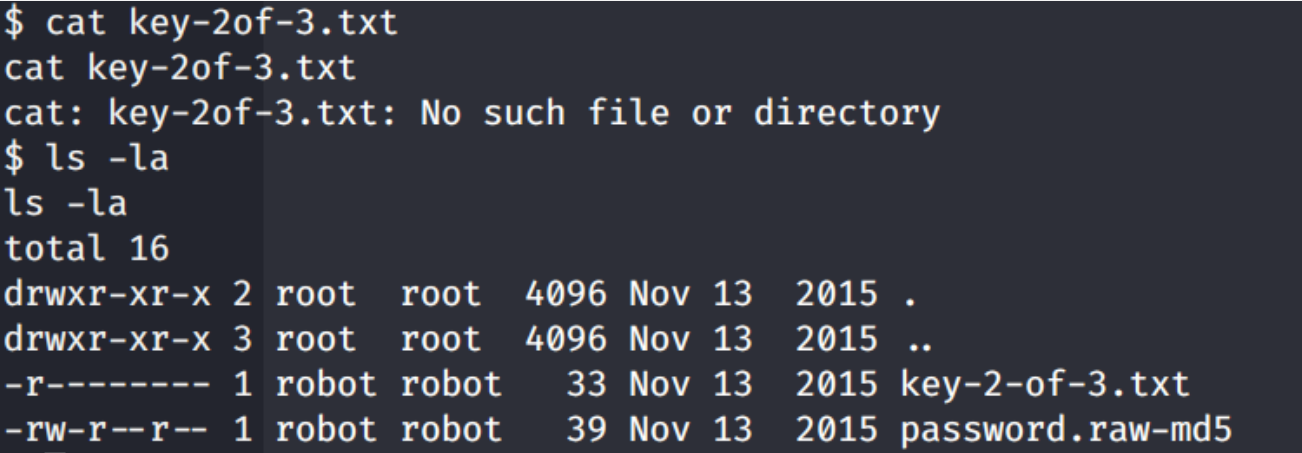 $ cat key-2of-3.txt
cat key-2of-3.txt
cat: key-2of-3.txt: No such file or directory
$ ls -la
ls -la
total 16
drwxr-xr-x 2 root  root  4096 Nov 13  2015 .
drwxr-xr-x 3 root  root  4096 Nov 13  2015 ..
-r-------- 1 robot robot   33 Nov 13  2015 key-2-of-3.txt
-rw-r--r-- 1 robot robot   39 Nov 13  2015 password.raw-md5